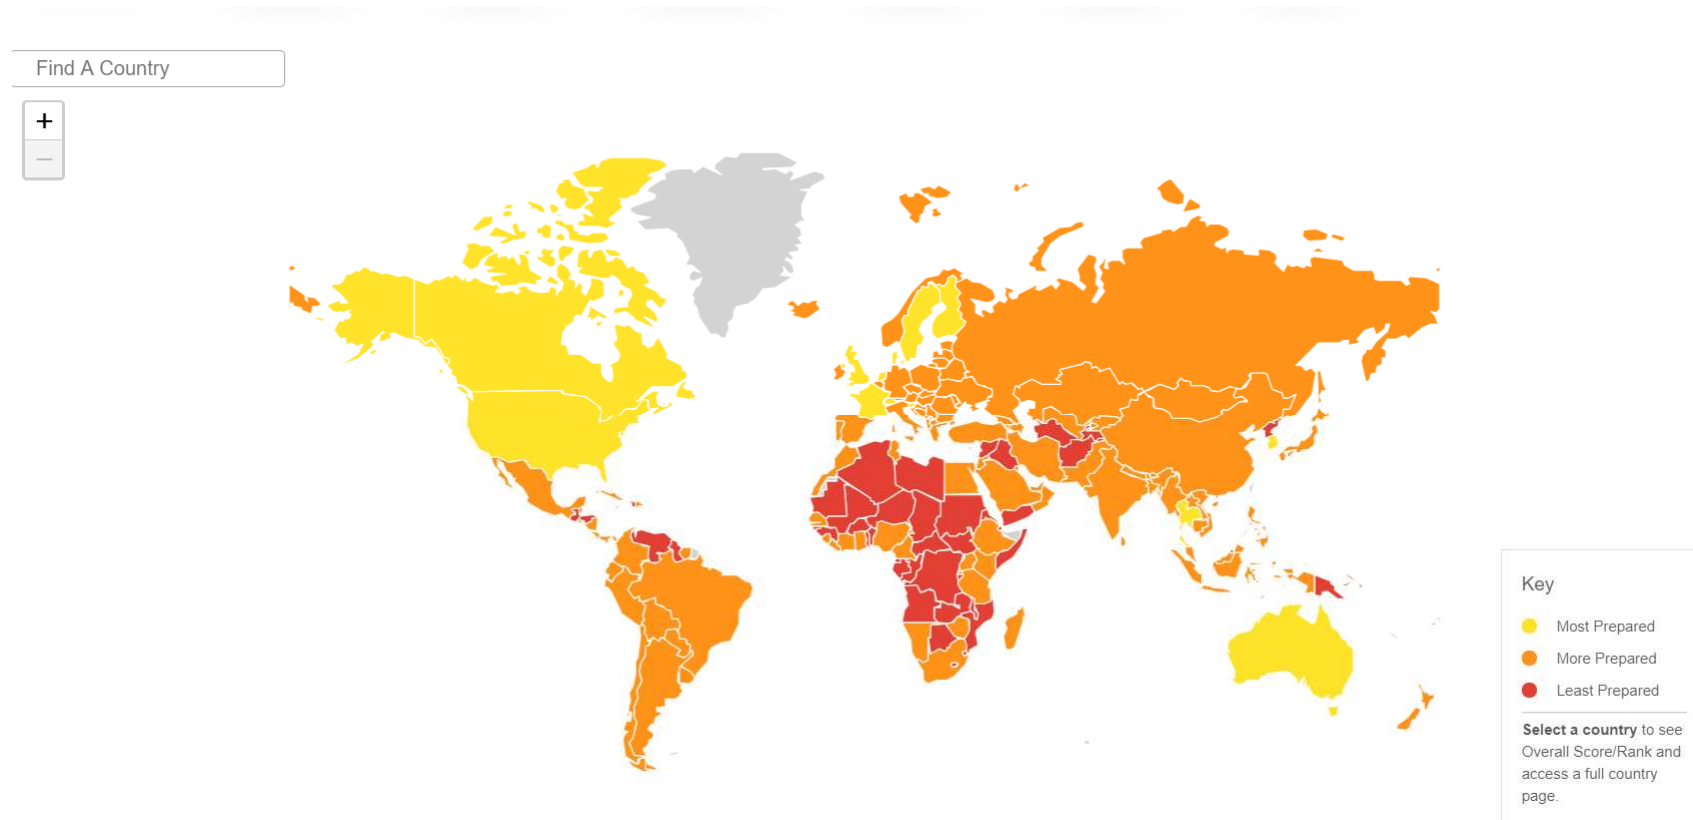 Find A Country
+
−
Key
Most Prepared
More Prepared
Least Prepared
Select a country to see
Overall Score/Rank and
access a full country
page.